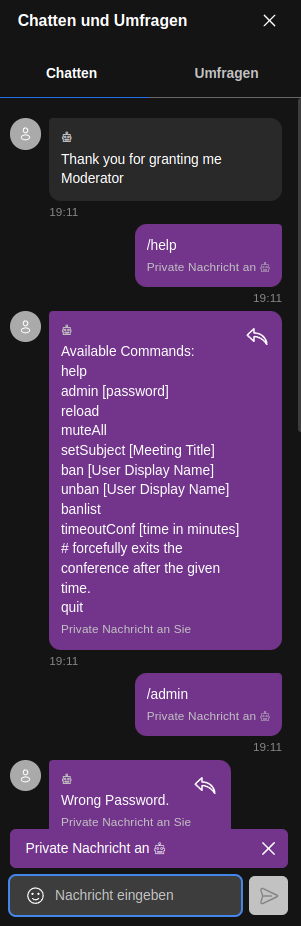 Chatten und Umfragen
Chatten Umfragen
🤖
Thank you for granting me
Moderator
19:11
/help
Private Nachricht an 🤖
19:11
🤖
Available Commands:
help
admin [password]
reload
muteAll
setSubject [Meeting Title]
ban [User Display Name]
unban [User Display Name]
banlist
timeoutConf [time in minutes]
# forcefully exits the
conference after the given
time.
quit
Private Nachricht an Sie
19:11
/admin
Private Nachricht an 🤖
19:11
🤖
Wrong Password.
Private Nachricht an Sie
Private Nachricht an 🤖
Nachricht eingeben